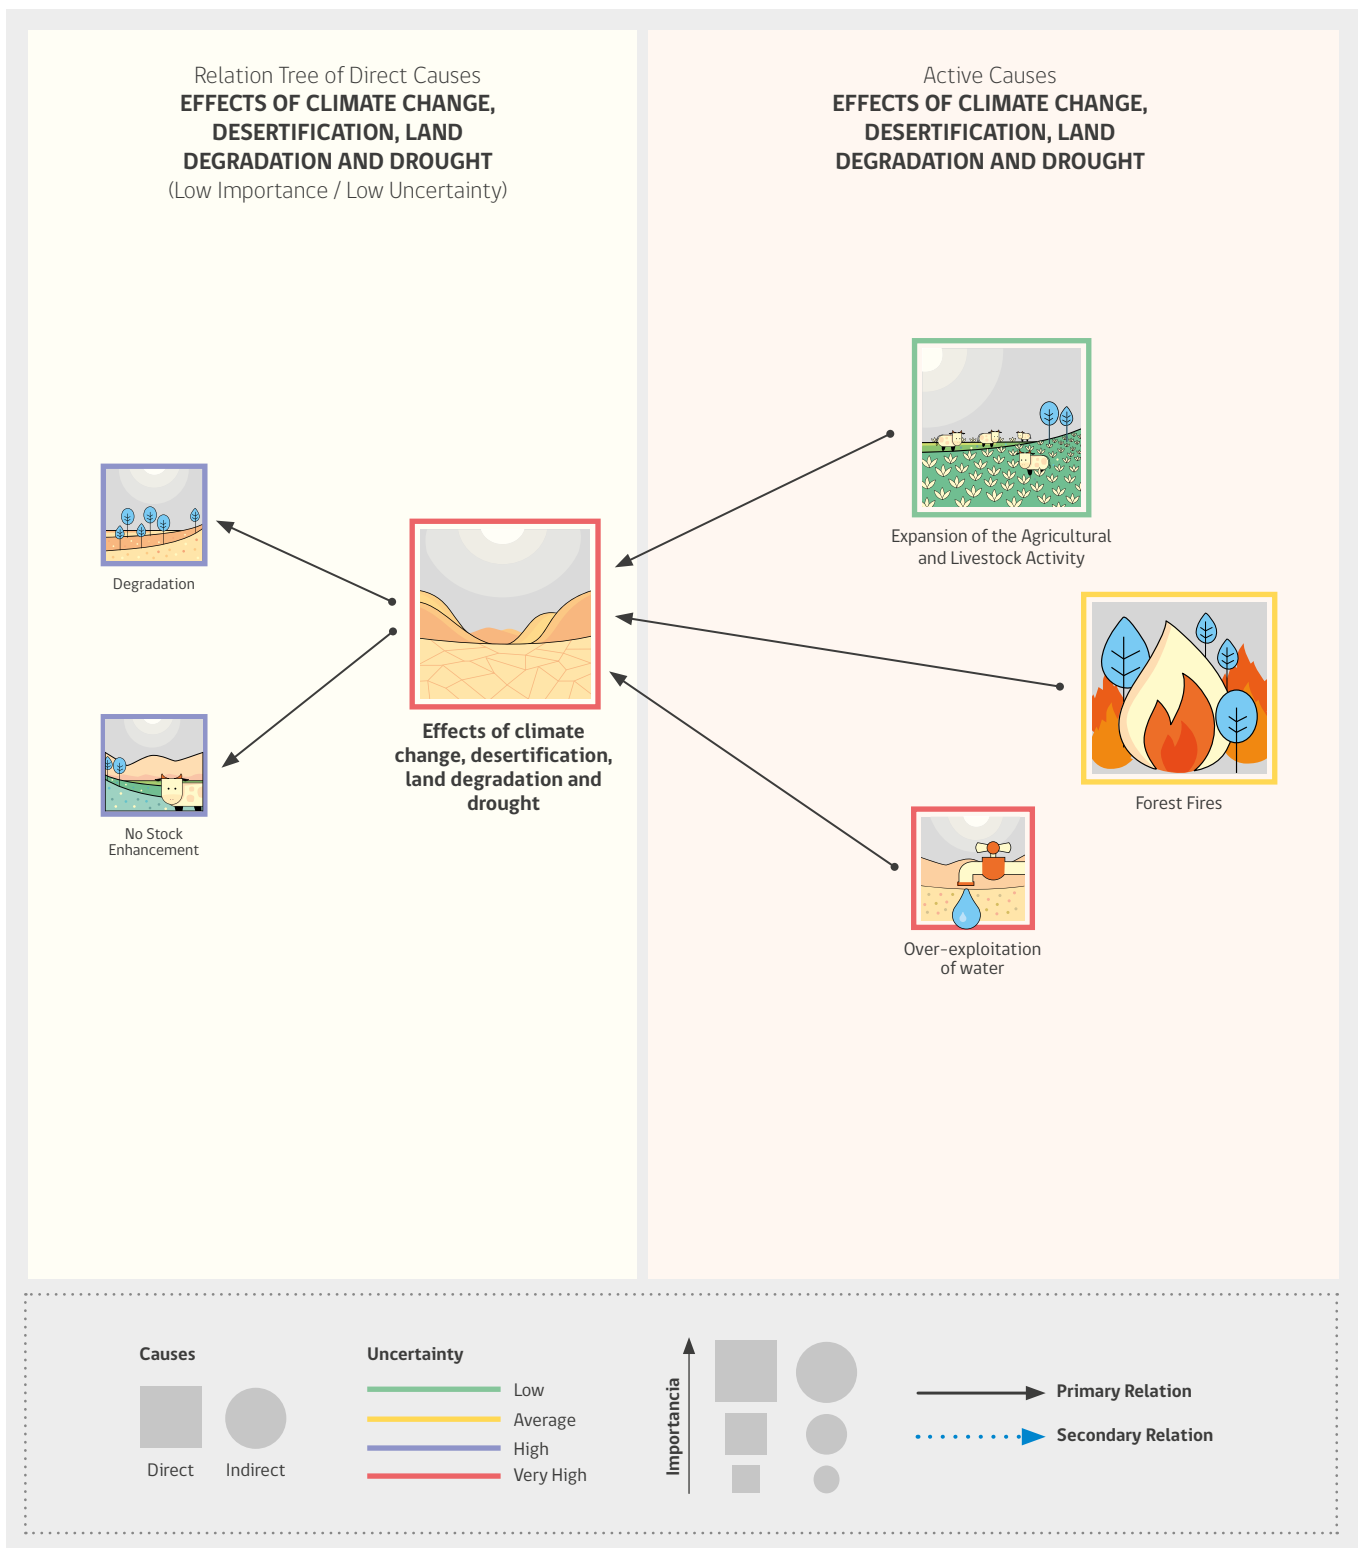 Relation Tree of Direct Causes
EFFECTS OF CLIMATE CHANGE,
DESERTIFICATION, LAND
DEGRADATION AND DROUGHT
(Low Importance / Low Uncertainty)
Active Causes
EFFECTS OF CLIMATE CHANGE,
DESERTIFICATION, LAND
DEGRADATION AND DROUGHT
Degradation
No Stock
Enhancement
Effects of climate
change, desertification,
land degradation and
drought
Expansion of the Agricultural
and Livestock Activity
Forest Fires
Over-exploitation
of water
Causes
Direct
Indirect
Uncertainty
Low
Average
High
Very High
Importancia
Primary Relation
Secondary Relation